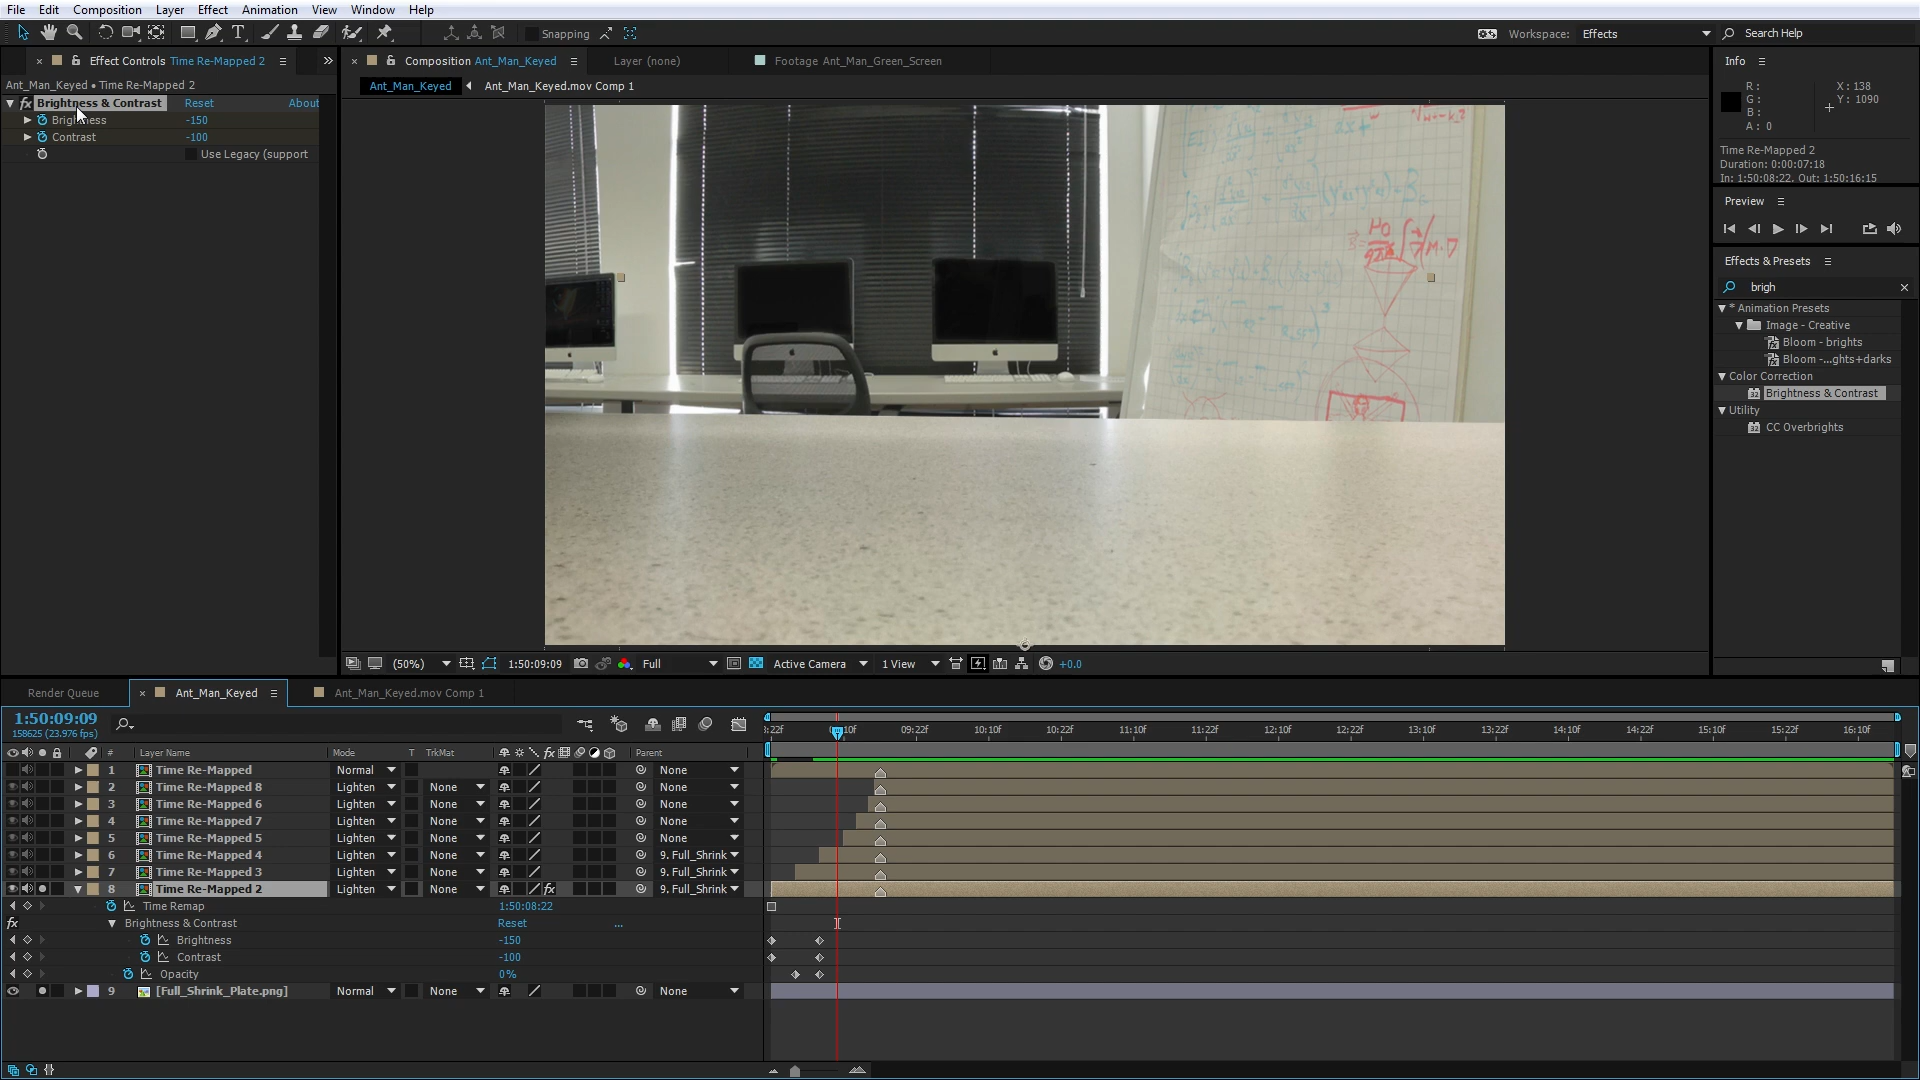 File Edit Composition Layer Effect Animation View Window Help
Snapping
Workspace: Effects
Search Help
Effect Controls Time Re-Mapped 2
Ant_Man_Keyed • Time Re-Mapped 2
fx Brightness & Contrast Reset About
Brightness -150
Contrast -100
Use Legacy (support
Composition Ant_Man_Keyed
Layer (none)
Footage Ant_Man_Green_Screen
Ant_Man_Keyed Ant_Man_Keyed.mov Comp 1
(50%) 1:50:09:09 Full Active Camera 1 View +0.0
Info
R : X : 138
G : Y : 1090
B :
A : 0
Time Re-Mapped 2
Duration: 0:00:07:18
In: 1:50:08:22, Out: 1:50:16:15
Preview
Effects & Presets
brigh
* Animation Presets
Image - Creative
Bloom - brights
Bloom -...ghts+darks
Color Correction
Brightness & Contrast
Utility
CC Overbrights
Render Queue Ant_Man_Keyed Ant_Man_Keyed.mov Comp 1
1:50:09:09
158625 (23.976 fps)
:22f 09:22f 10:10f 10:22f 11:10f 11:22f 12:10f 12:22f 13:10f 13:22f 14:10f 14:22f 15:10f 15:22f 16:10f
# Layer Name Mode T TrkMat fx Parent
1 Time Re-Mapped Normal None
2 Time Re-Mapped 8 Lighten None None
3 Time Re-Mapped 6 Lighten None None
4 Time Re-Mapped 7 Lighten None None
5 Time Re-Mapped 5 Lighten None None
6 Time Re-Mapped 4 Lighten None 9. Full_Shrink
7 Time Re-Mapped 3 Lighten None 9. Full_Shrink
8 Time Re-Mapped 2 Lighten None fx 9. Full_Shrink
Time Remap 1:50:08:22
fx Brightness & Contrast Reset ...
Brightness -150
Contrast -100
Opacity 0%
9 [Full_Shrink_Plate.png] Normal None None